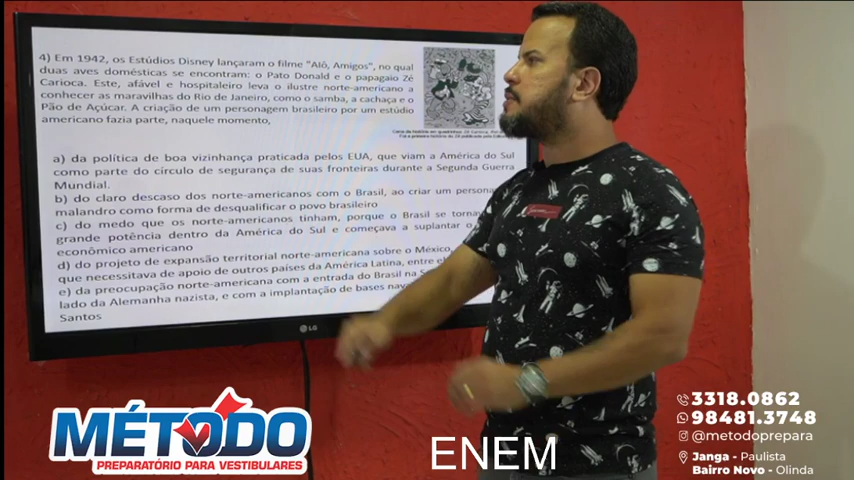 4) Em 1942, os Estúdios Disney lançaram o filme "Alô, Amigos", no qual
duas aves domésticas se encontram: o Pato Donald e o papagaio Zé
Carioca. Este, afável e hospitaleiro leva o ilustre norte-americano a
conhecer as maravilhas do Rio de Janeiro, como o samba, a cachaça e o
Pão de Açúcar. A criação de um personagem brasileiro por um estúdio
americano fazia parte, naquele momento,
a) da política de boa vizinhança praticada pelos EUA, que viam a América do Sul
como parte do círculo de segurança de suas fronteiras durante a Segunda Guerra
Mundial.
b) do claro descaso dos norte-americanos com o Brasil, ao criar um
malandro como forma de desqualificar o povo brasileiro
c) do medo que os norte-americanos tinham, porque o Brasil se
grande potência dentro da América do Sul e começava a suplantar o
econômico americano
d) do projeto de expansão territorial norte-americana sobre o México,
que necessitava de apoio de outros países da América Latina, entre
e) da preocupação norte-americana com a entrada do Brasil na
lado da Alemanha nazista, e com a implantação de bases
Santos
LG
MÉTODO
PREPARATÓRIO PARA VESTIBULARES
ENEM
3318.0862
98481.3748
@metodoprepara
Janga - Paulista
Bairro Novo - Olinda